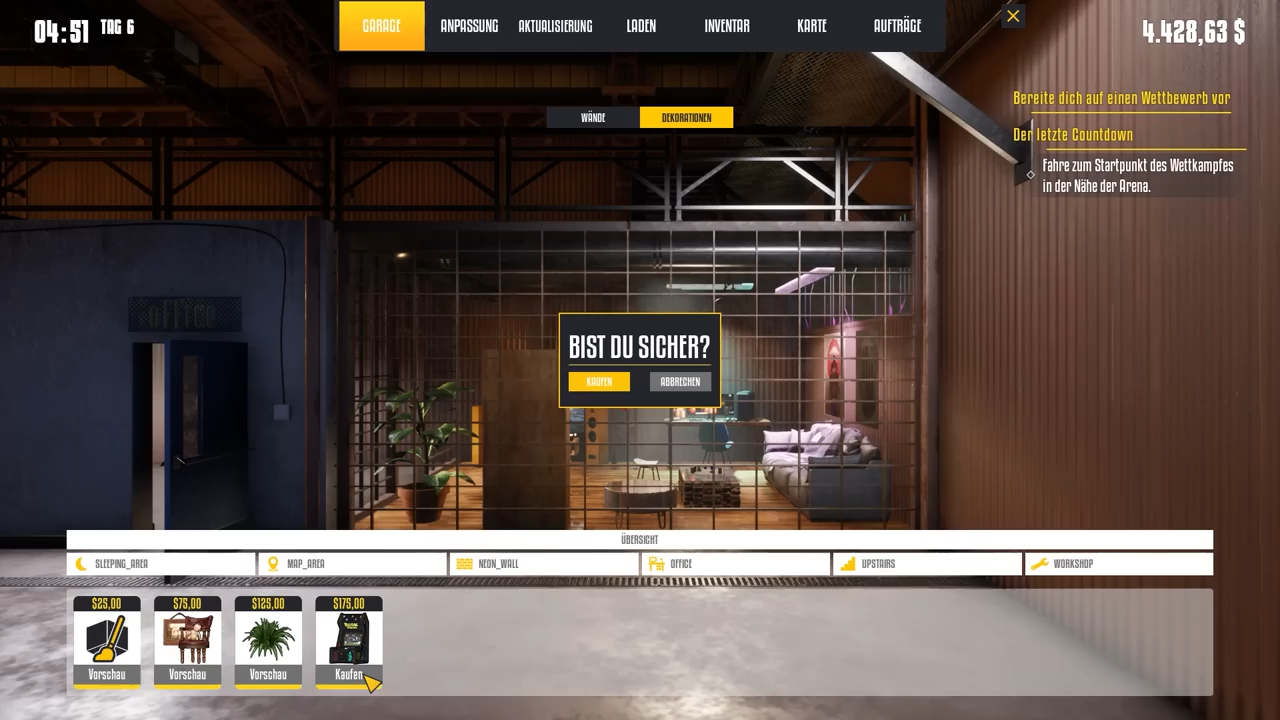 04:51 TAG 6
GARAGE
ANPASSUNG
AKTUALISIERUNG
LADEN
INVENTAR
KARTE
AUFTRÄGE
4.428,63 $
Bereite dich auf einen Wettbewerb vor
Der letzte Countdown
Fahre zum Startpunkt des Wettkampfes
in der Nähe der Arena.
WÄNDE
DEKORATIONEN
OFFICE
BIST DU SICHER?
KAUFEN
ABBRECHEN
ÜBERSICHT
SLEEPING_AREA
MAP_AREA
NEON_WALL
OFFICE
UPSTAIRS
WORKSHOP
$25,00
$75,00
$125,00
$175,00
Vorschau
Vorschau
Vorschau
Kaufen